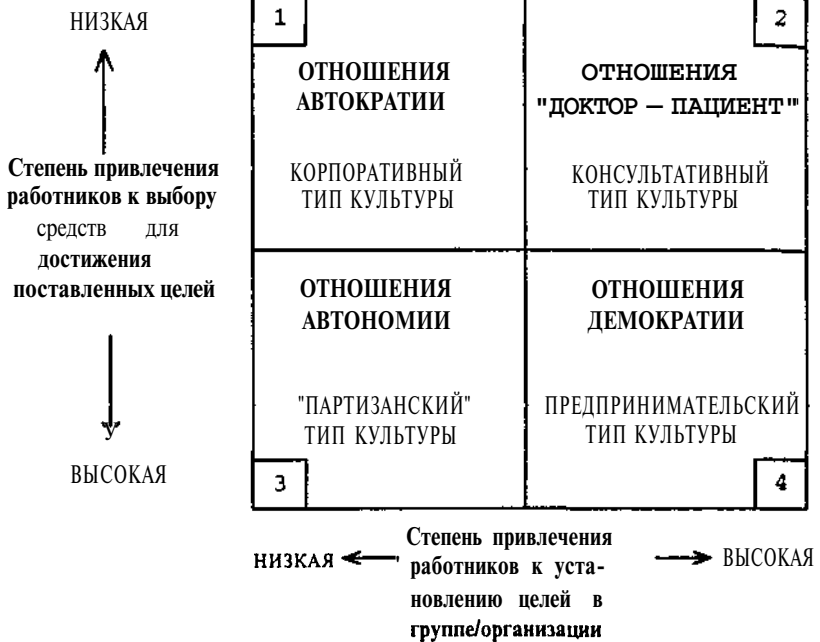 НИЗКАЯ
Степень привлечения
работников к выбору
средств для
достижения
поставленных целей
ВЫСОКАЯ
1
ОТНОШЕНИЯ
АВТОКРАТИИ
КОРПОРАТИВНЫЙ
ТИП КУЛЬТУРЫ
2
ОТНОШЕНИЯ
"ДОКТОР — ПАЦИЕНТ"
КОНСУЛЬТАТИВНЫЙ
ТИП КУЛЬТУРЫ
ОТНОШЕНИЯ
АВТОНОМИИ
"ПАРТИЗАНСКИЙ"
ТИП КУЛЬТУРЫ
3
ОТНОШЕНИЯ
ДЕМОКРАТИИ
ПРЕДПРИНИМАТЕЛЬСКИЙ
ТИП КУЛЬТУРЫ
4
НИЗКАЯ
Степень привлечения
работников к уста-
новлению целей в
группе/организации
ВЫСОКАЯ